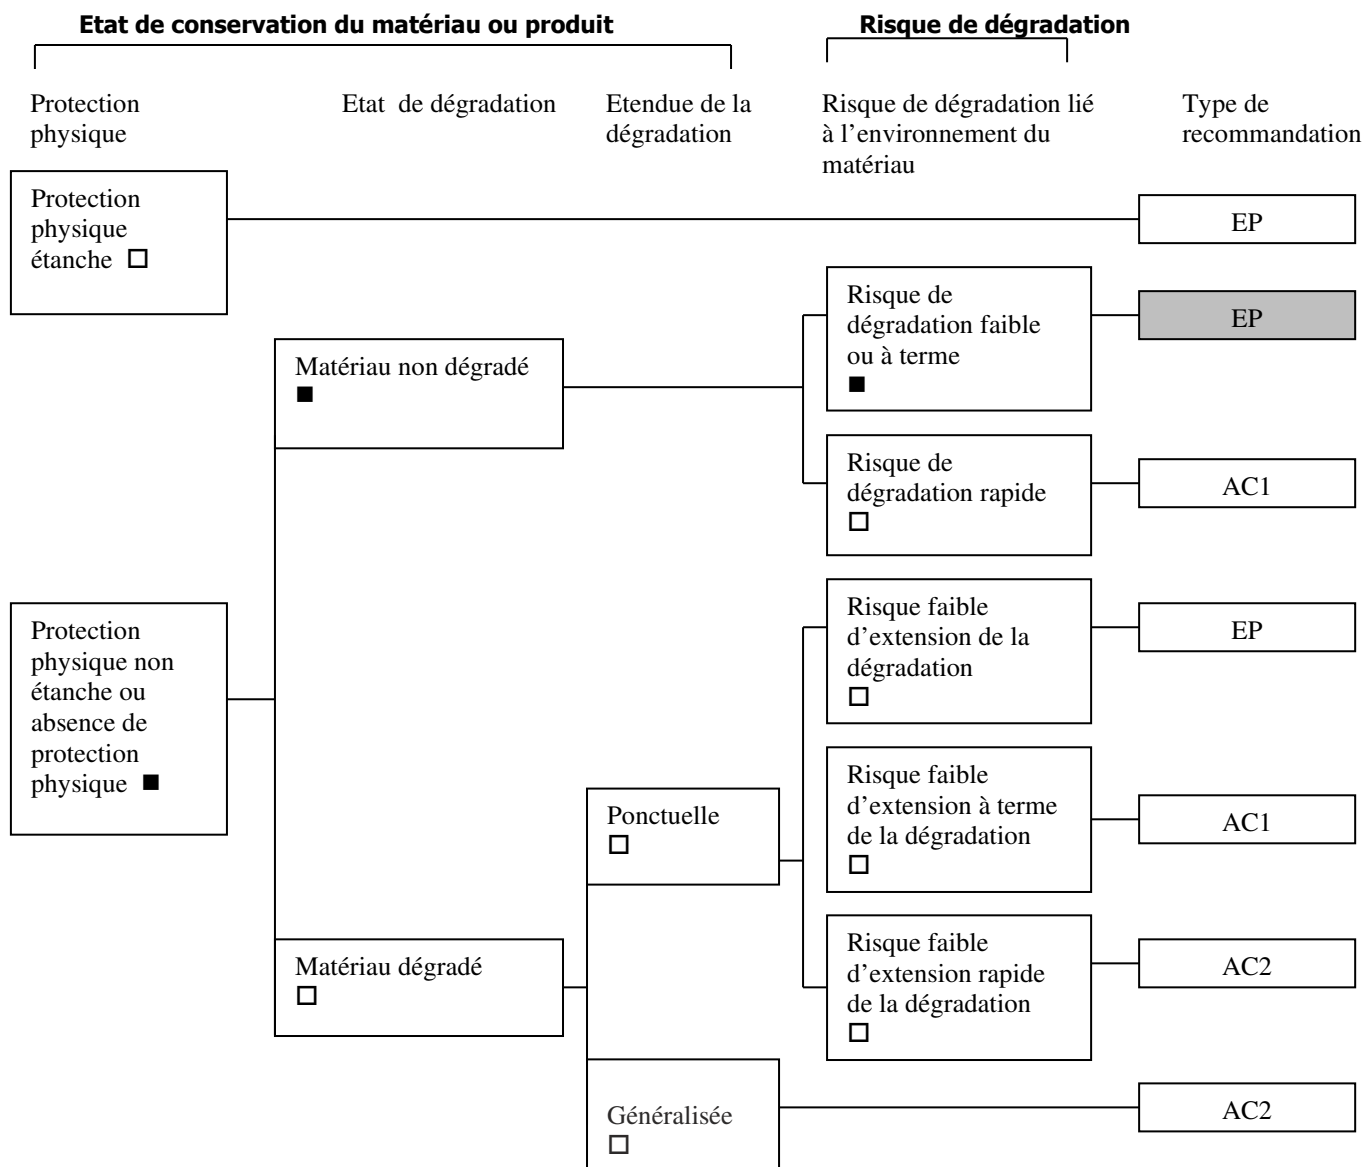 Etat de conservation du matériau ou produit
Risque de dégradation
Protection
physique
Etat de dégradation
Etendue de la
dégradation
Risque de dégradation lié
à l'environnement du
matériau
Type de
recommandation
Protection
physique
étanche ☐
EP
Risque de
dégradation faible
ou à terme
■
EP
Matériau non dégradé
■
Risque de
dégradation rapide
☐
AC1
Protection
physique non
étanche ou
absence de
protection
physique ■
Risque faible
d'extension de la
dégradation
☐
EP
Risque faible
d'extension à terme
de la dégradation
☐
AC1
Ponctuelle
☐
Matériau dégradé
☐
Risque faible
d'extension rapide
de la dégradation
☐
AC2
Généralisée
☐
AC2